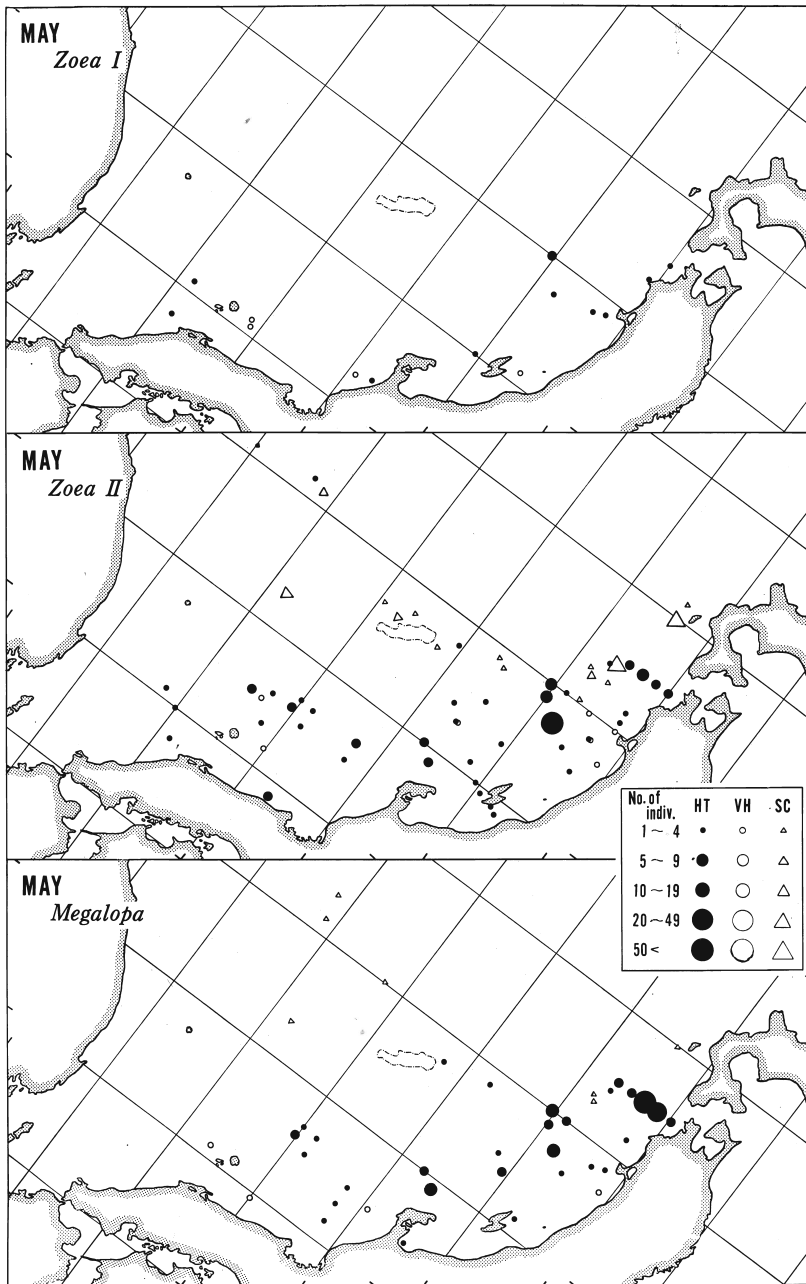 MAY
Zoea I
MAY
Zoea II
No. of indiv. HT VH SC
1 ~ 4
5 ~ 9
10 ~ 19
20 ~ 49
50 <
MAY
Megalopa